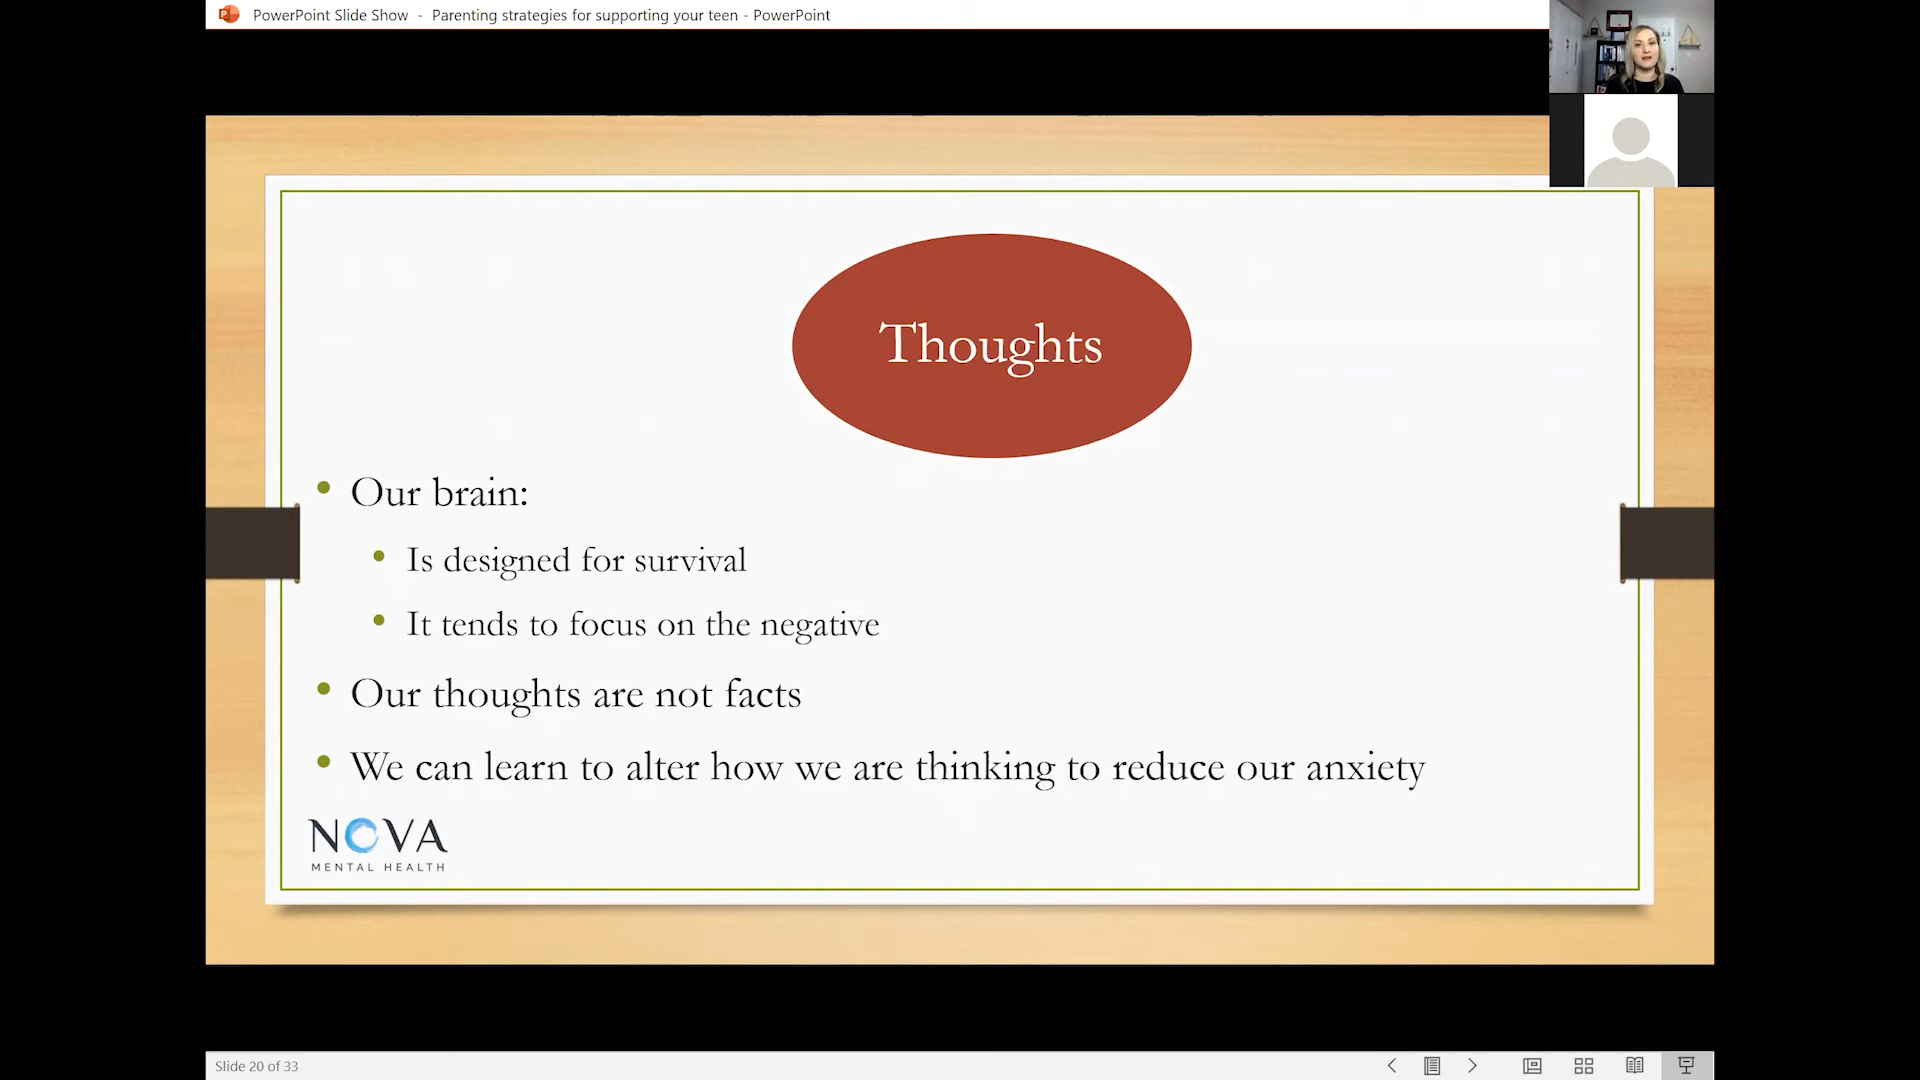 PowerPoint Slide Show - Parenting strategies for supporting your teen - PowerPoint
Thoughts
Our brain:
Is designed for survival
It tends to focus on the negative
Our thoughts are not facts
We can learn to alter how we are thinking to reduce our anxiety
NOVA
MENTAL HEALTH
Slide 20 of 33